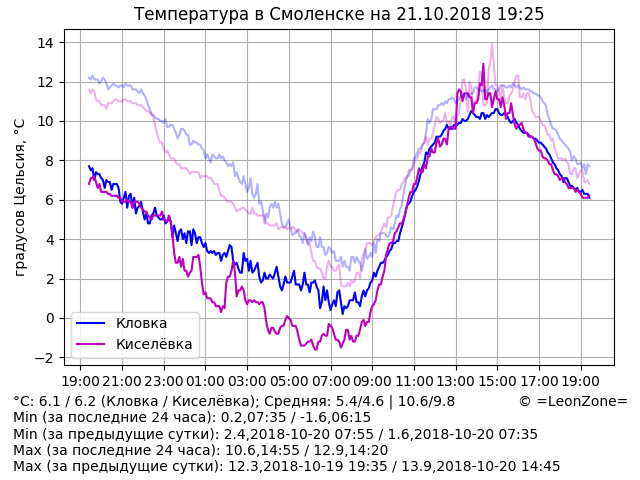 Температура в Смоленске на 21.10.2018 19:25
14
12
10
8
6
4
2
0
−2
градусов Цельсия, °C
Кловка
Киселёвка
19:00 21:00 23:00 01:00 03:00 05:00 07:00 09:00 11:00 13:00 15:00 17:00 19:00
°C: 6.1 / 6.2 (Кловка / Киселёвка); Средняя: 5.4/4.6 | 10.6/9.8 © =LeonZone=
Min (за последние 24 часа): 0.2,07:35 / -1.6,06:15
Min (за предыдущие сутки): 2.4,2018-10-20 07:55 / 1.6,2018-10-20 07:35
Max (за последние 24 часа): 10.6,14:55 / 12.9,14:20
Max (за предыдущие сутки): 12.3,2018-10-19 19:35 / 13.9,2018-10-20 14:45